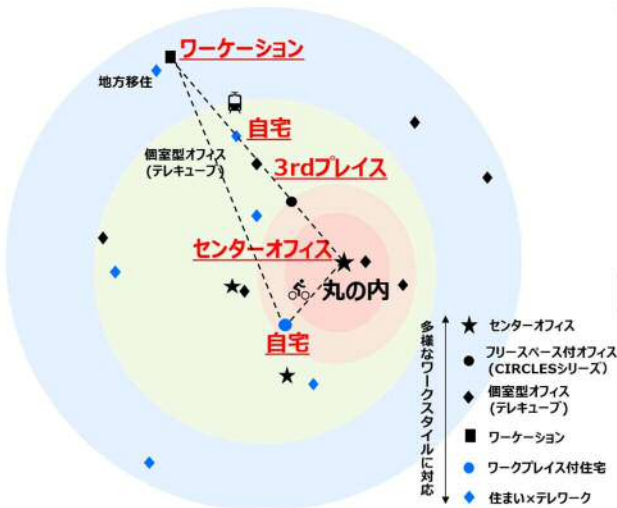 ワーケーション
地方移住
自宅
個室型オフィス
(テレキューブ)
3rdプレイス
センターオフィス
丸の内
自宅
多様なワークスタイルに対応
センターオフィス
フリースペース付オフィス
(CIRCLESシリーズ)
個室型オフィス
(テレキューブ)
ワーケーション
ワークプレイス付住宅
住まい×テレワーク